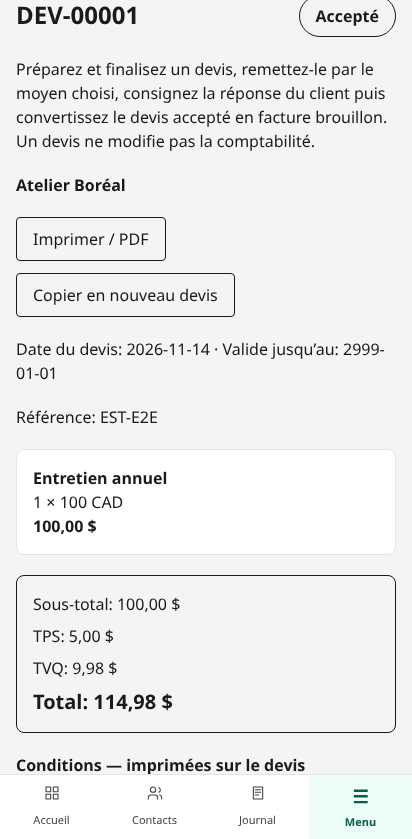 DEV-00001
Accepté
Préparez et finalisez un devis, remettez-le par le
moyen choisi, consignez la réponse du client puis
convertissez le devis accepté en facture brouillon.
Un devis ne modifie pas la comptabilité.
Atelier Boréal
Imprimer / PDF
Copier en nouveau devis
Date du devis: 2026-11-14 · Valide jusqu’au: 2999-
01-01
Référence: EST-E2E
Entretien annuel
1 × 100 CAD
100,00 $
Sous-total: 100,00 $
TPS: 5,00 $
TVQ: 9,98 $
Total: 114,98 $
Conditions — imprimées sur le devis
Accueil
Contacts
Journal
Menu